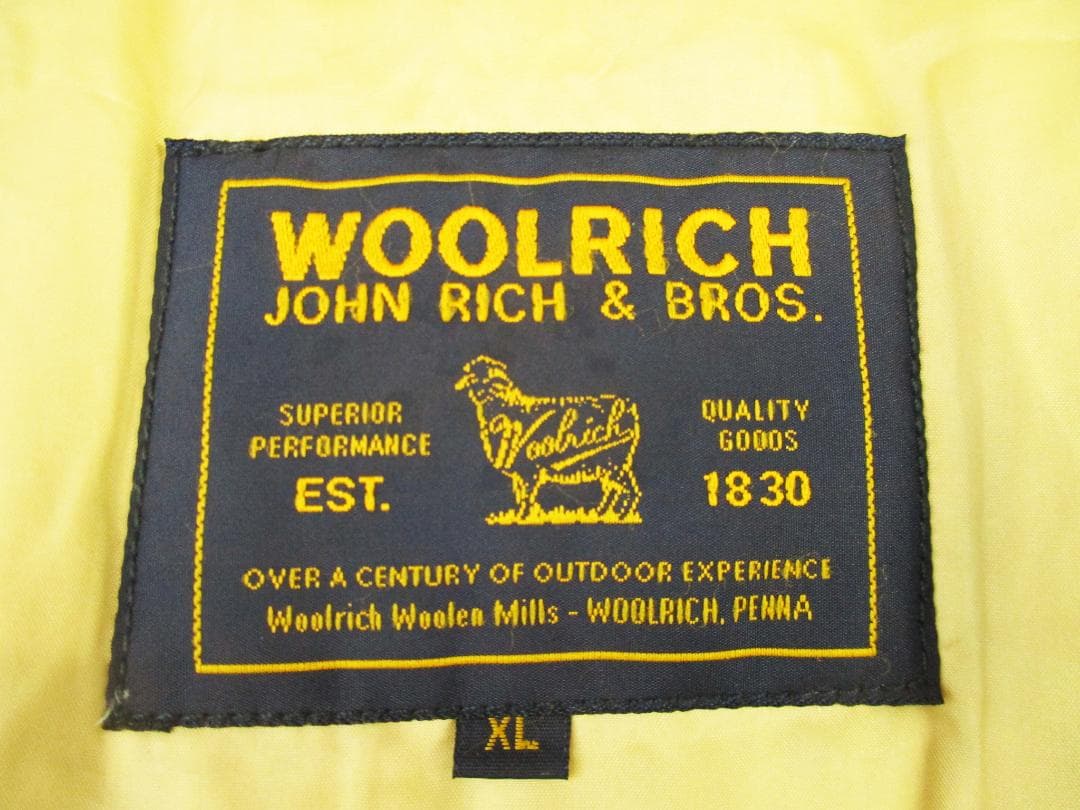 WOOLRICH
JOHN RICH & BROS.
SUPERIOR
PERFORMANCE
EST.
Woolrich
QUALITY
GOODS
1830
OVER A CENTURY OF OUTDOOR EXPERIENCE
Woolrich Woolen Mills - WOOLRICH, PENNA
XL